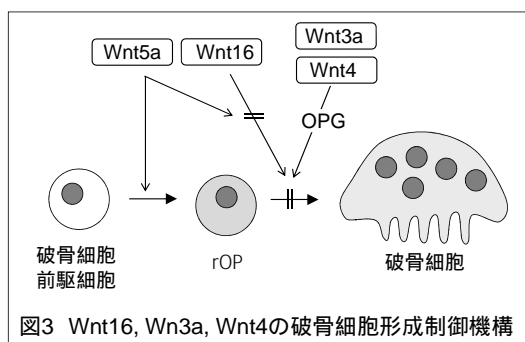 Wnt5a
Wnt16
Wnt3a
Wnt4
OPG
破骨細胞
前駆細胞
rOP
破骨細胞
図3 Wnt16, Wn3a, Wnt4の破骨細胞形成制御機構